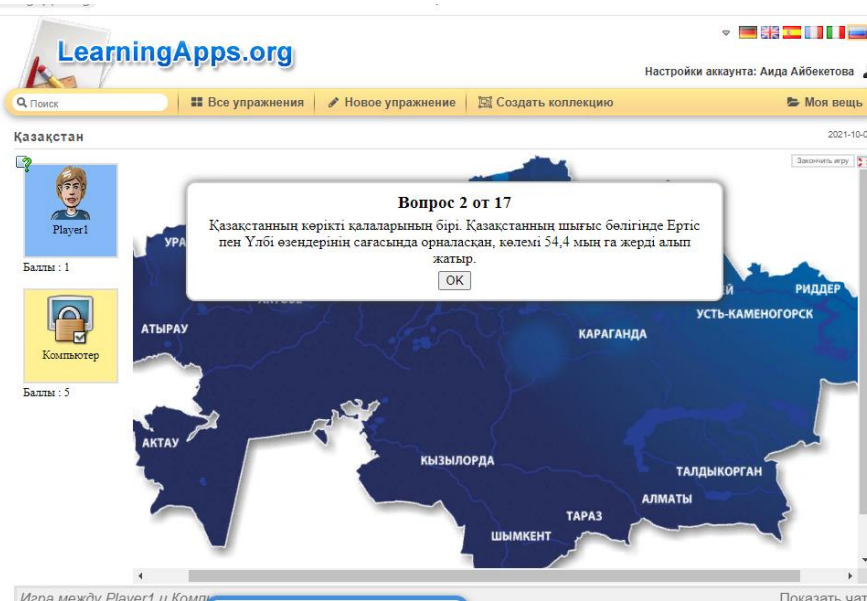 LearningApps.org
Настройки аккаунта: Аида Айбекетова
Поиск
Все упражнения
Новое упражнение
Создать коллекцию
Моя вещь
Қазақстан
2021-10-0
Закончить игру
Player1
Баллы : 1
Компьютер
Баллы : 5
Вопрос 2 от 17
Қазақстанның көрікті қалаларының бірі. Қазақстанның шығыс бөлігінде Ертіс
пен Үлбі өзендерінің сағасында орналасқан, көлемі 54,4 мың га жерді алып
жатыр.
OK
УРА
РИДДЕР
УСТЬ-КАМЕНОГОРСК
АТЫРАУ
КАРАГАНДА
АКТАУ
КЫЗЫЛОРДА
ТАЛДЫКОРГАН
АЛМАТЫ
ТАРАЗ
ШЫМКЕНТ
Игра между Player1 и Комп
Показать чат